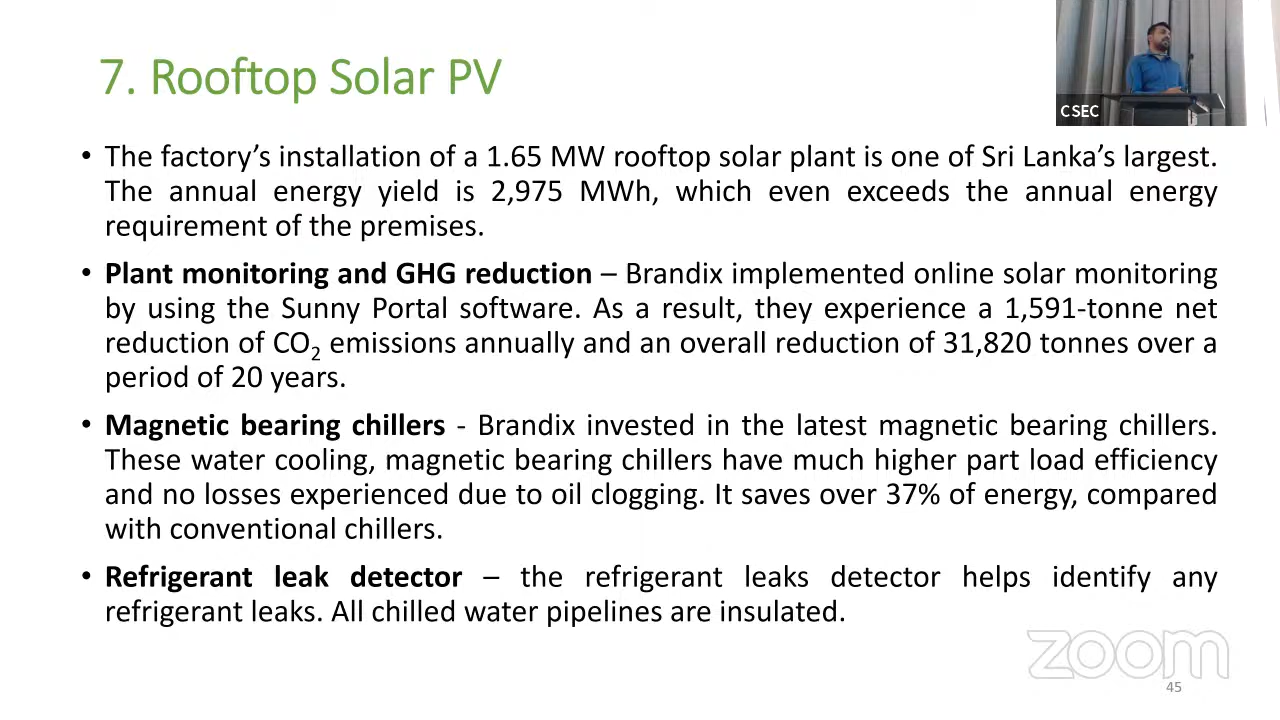 7. Rooftop Solar PV
CSEC
• The factory’s installation of a 1.65 MW rooftop solar plant is one of Sri Lanka’s largest.
The annual energy yield is 2,975 MWh, which even exceeds the annual energy
requirement of the premises.
• Plant monitoring and GHG reduction – Brandix implemented online solar monitoring
by using the Sunny Portal software. As a result, they experience a 1,591-tonne net
reduction of CO2 emissions annually and an overall reduction of 31,820 tonnes over a
period of 20 years.
• Magnetic bearing chillers - Brandix invested in the latest magnetic bearing chillers.
These water cooling, magnetic bearing chillers have much higher part load efficiency
and no losses experienced due to oil clogging. It saves over 37% of energy, compared
with conventional chillers.
• Refrigerant leak detector – the refrigerant leaks detector helps identify any
refrigerant leaks. All chilled water pipelines are insulated.
zoom
45